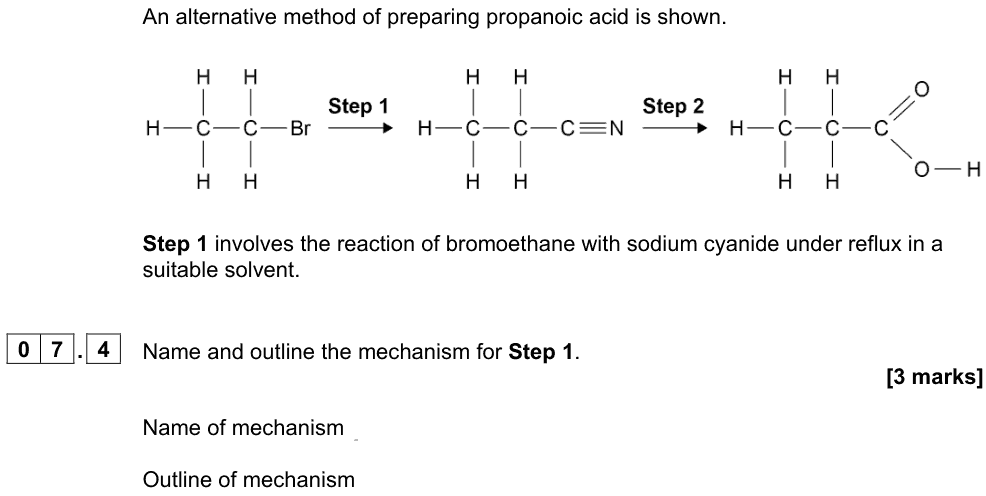 An alternative method of preparing propanoic acid is shown.
H H H H H H O
Step 1 Step 2
H C C Br H C C C N H C C C
H H H H H H O H
Step 1 involves the reaction of bromoethane with sodium cyanide under reflux in a
suitable solvent.
0 7 . 4 Name and outline the mechanism for Step 1.
[3 marks]
Name of mechanism
Outline of mechanism